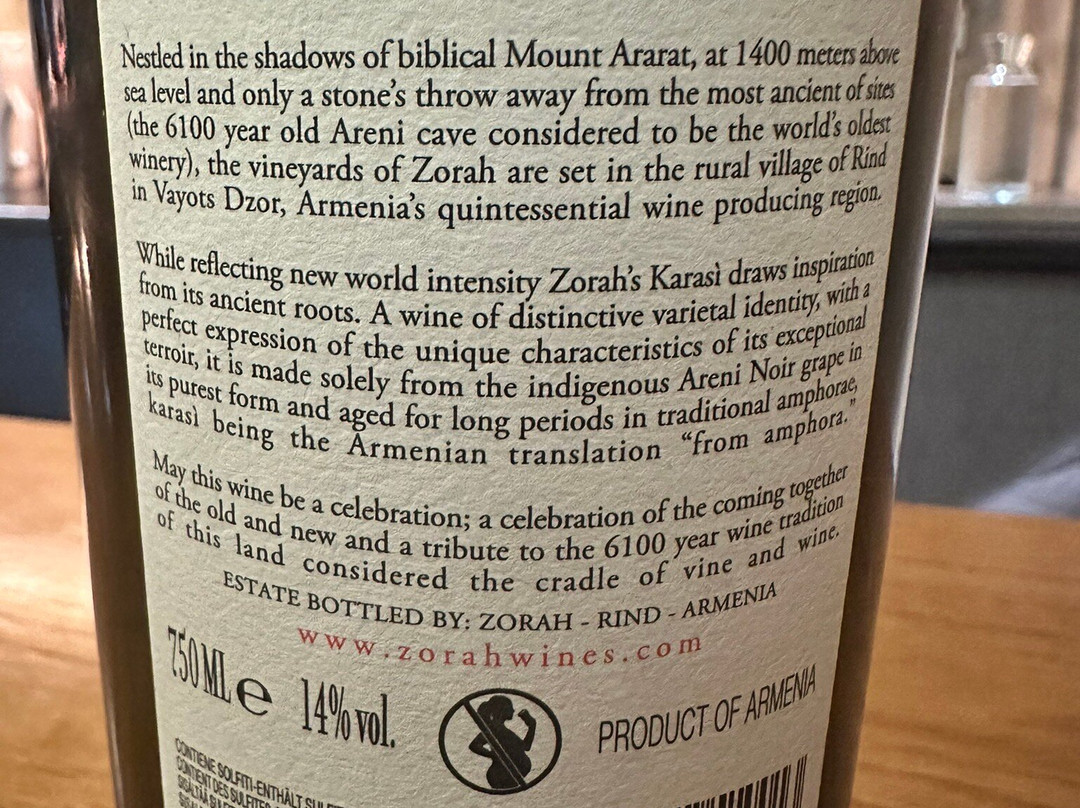 Nestled in the shadows of biblical Mount Ararat, at 1400 meters above
sea level and only a stone's throw away from the most ancient of sites
(the 6100 year old Areni cave considered to be the world's oldest
winery), the vineyards of Zorah are set in the rural village of Rind
in Vayots Dzor, Armenia's quintessential wine producing region.
While reflecting new world intensity Zorah's Karasì draws inspiration
from its ancient roots. A wine of distinctive varietal identity, with a
perfect expression of the unique characteristics of its exceptional
terroir, it is made solely from the indigenous Areni Noir grape in
its purest form and aged for long periods in traditional amphorae,
karasì being the Armenian translation "from amphora."
May this wine be a celebration; a celebration of the coming together
of the old and new and a tribute to the 6100 year wine tradition
of this land considered the cradle of vine and wine.
ESTATE BOTTLED BY: ZORAH - RIND - ARMENIA
www.zorahwines.com
750 ML e 14% vol.
PRODUCT OF ARMENIA
CONTIENE SOLFITI-ENTHÄLT
CONTIENT DES SULFITES